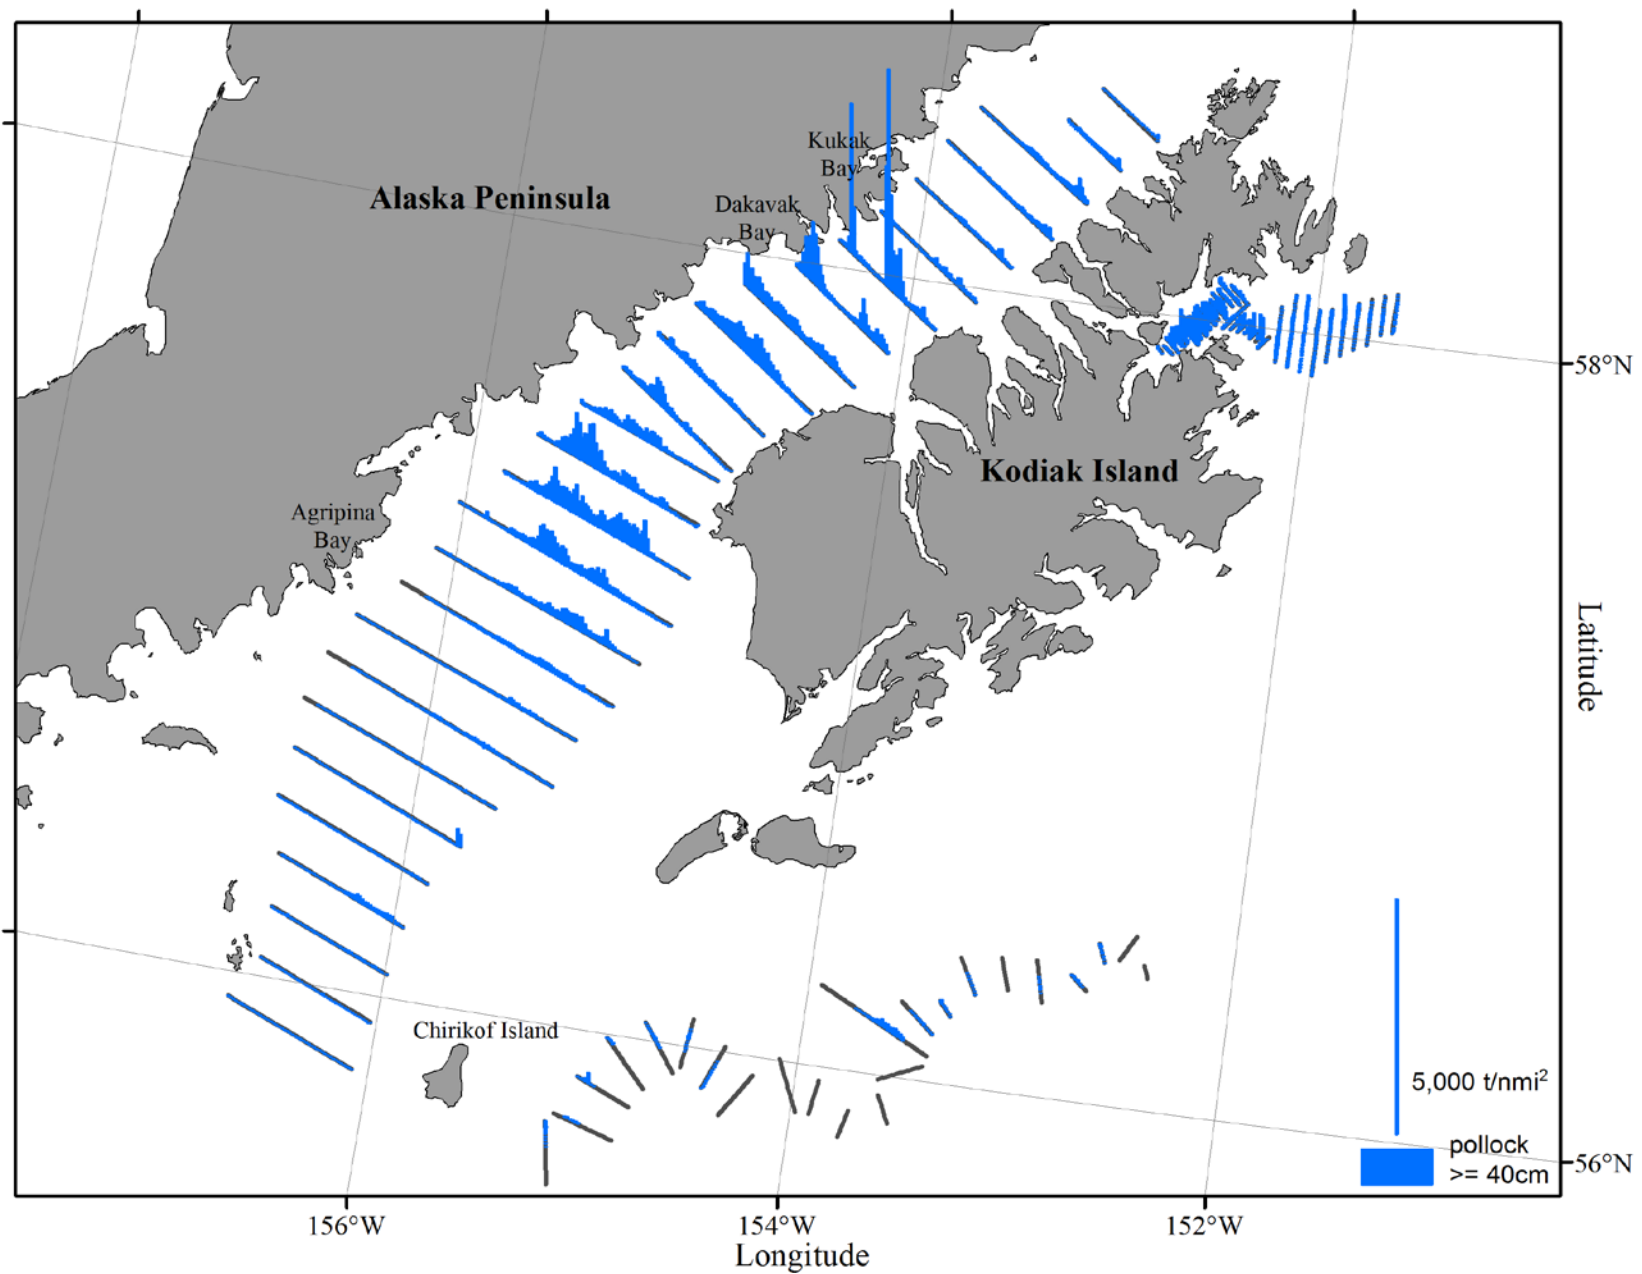 Kukak
Bay
Alaska Peninsula
Dakavak
Bay
58°N
Kodiak Island
Agripina
Bay
Latitude
Chirikof Island
5,000 t/nmi²
pollock
>= 40cm
56°N
156°W
154°W
152°W
Longitude